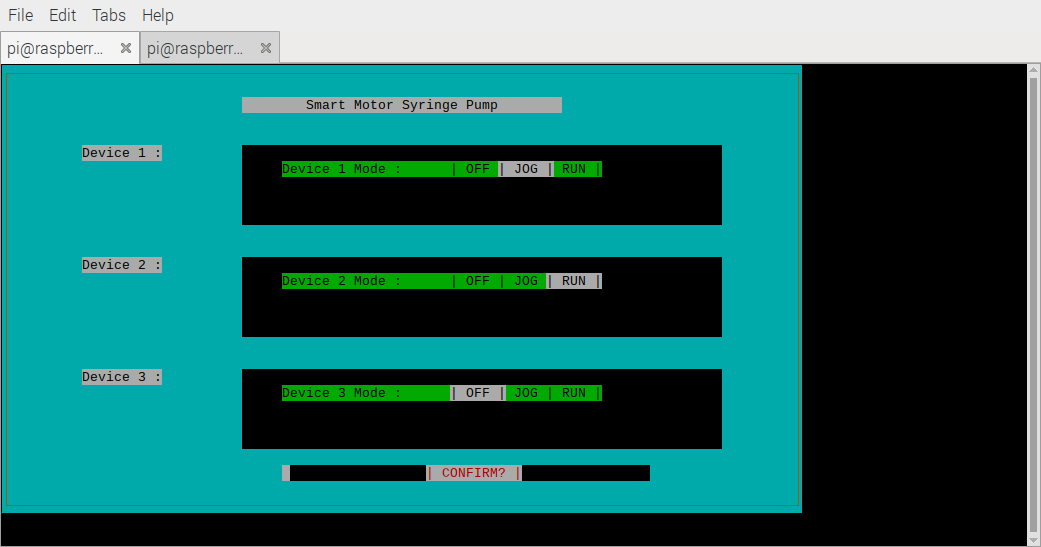 File Edit Tabs Help
pi@raspberr... pi@raspberr...
Smart Motor Syringe Pump
Device 1 :
Device 1 Mode : | OFF | JOG | RUN |
Device 2 :
Device 2 Mode : | OFF | JOG | RUN |
Device 3 :
Device 3 Mode : | OFF | JOG | RUN |
| CONFIRM? |